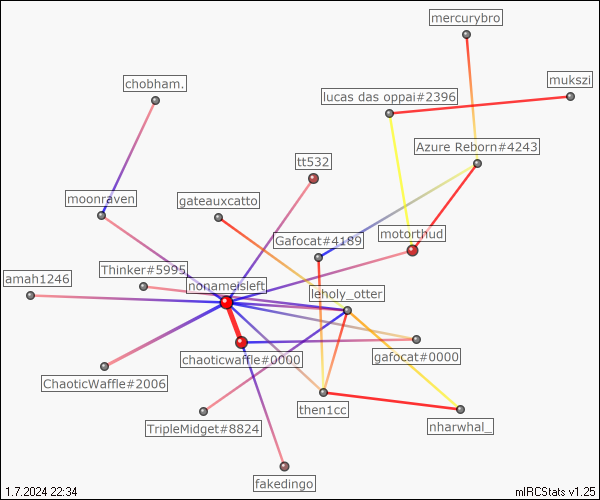 mercurybro
chobham.
mukszi
lucas das oppai#2396
Azure Reborn#4243
tt532
moonraven
gateauxcatto
motorthud
Gafocat#4189
Thinker#5995
amah1246
nonameisleft
leholy_otter
chaoticwaffle#0000
gafocat#0000
ChaoticWaffle#2006
then1cc
TripleMidget#8824
nharwhal_
fakedingo
1.7.2024 22:34
mIRCStats v1.25